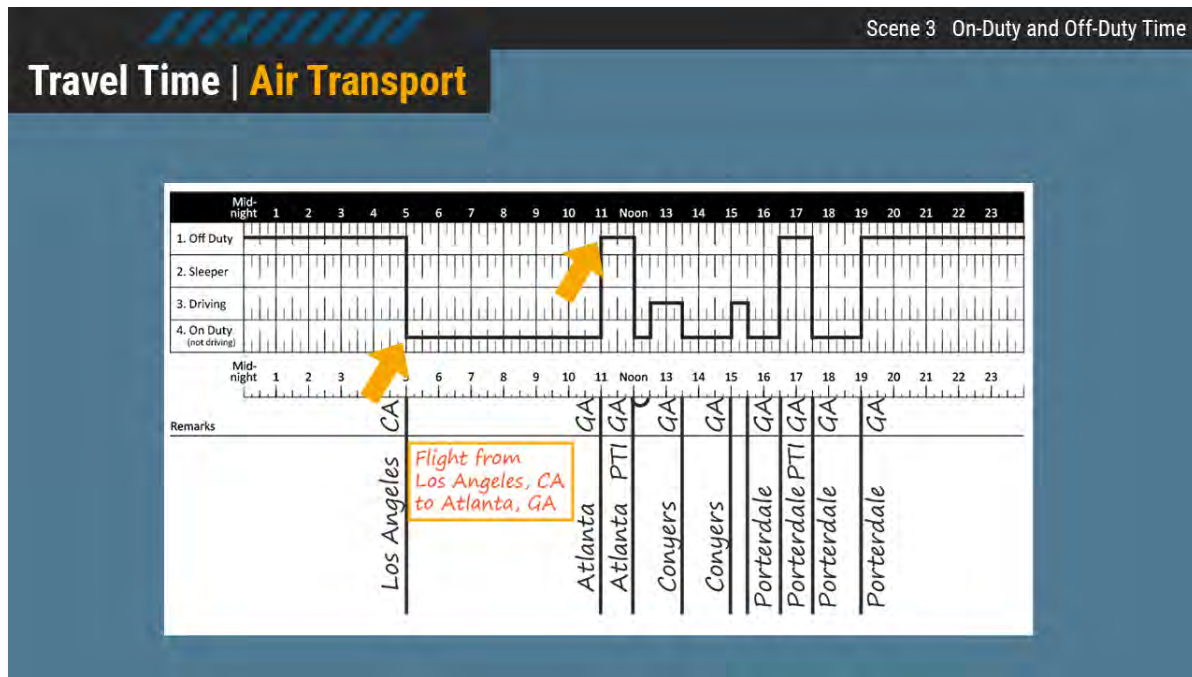 Scene 3 On-Duty and Off-Duty Time
Travel Time | Air Transport
Mid-
night 1 2 3 4 5 6 7 8 9 10 11 Noon 13 14 15 16 17 18 19 20 21 22 23
1. Off Duty
2. Sleeper
3. Driving
4. On Duty
(not driving)
Mid-
night 1 2 3 5 6 7 8 9 10 11 Noon 13 14 15 16 17 18 19 20 21 22 23
Remarks
Los Angeles CA
Flight from
Los Angeles, CA
to Atlanta, GA
Atlanta GA
Atlanta PTI GA
Conyers GA
Conyers GA
Porterdale GA
Porterdale PTI GA
Porterdale GA
Porterdale GA